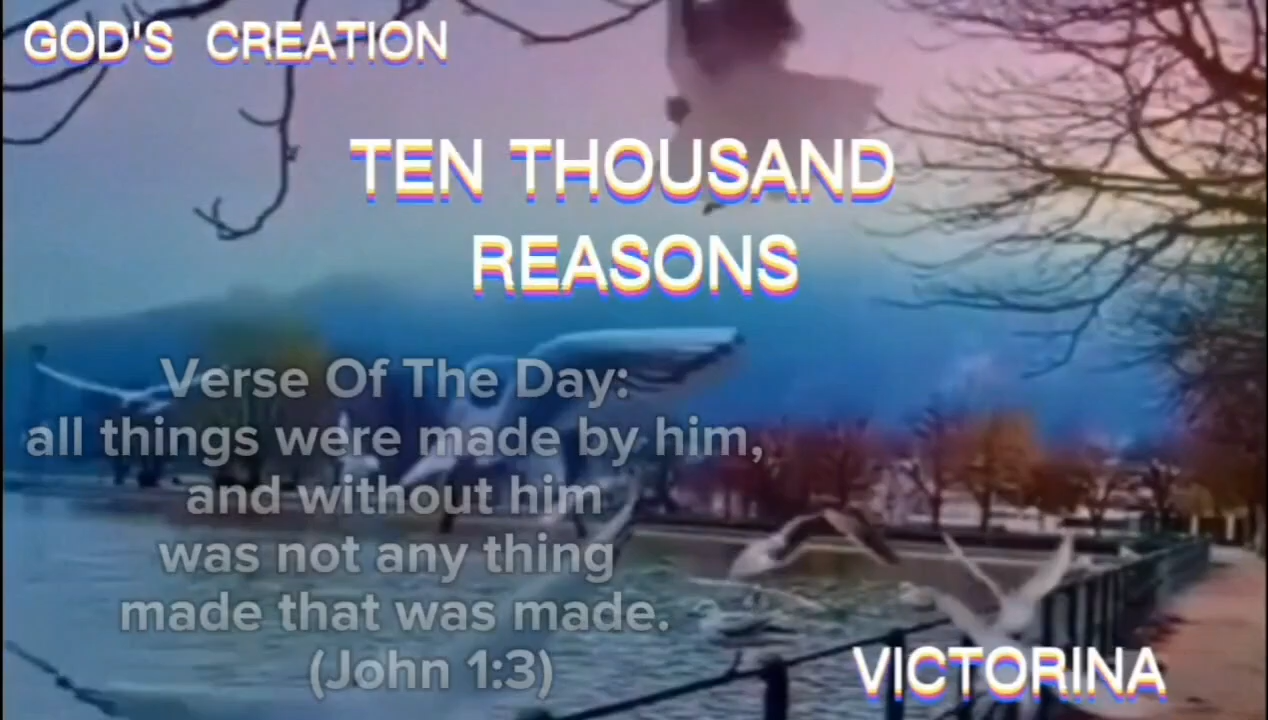 GOD'S CREATION
TEN THOUSAND
REASONS
Verse Of The Day:
all things were made by him,
and without him
was not any thing
made that was made.
(John 1:3)
VICTORINA